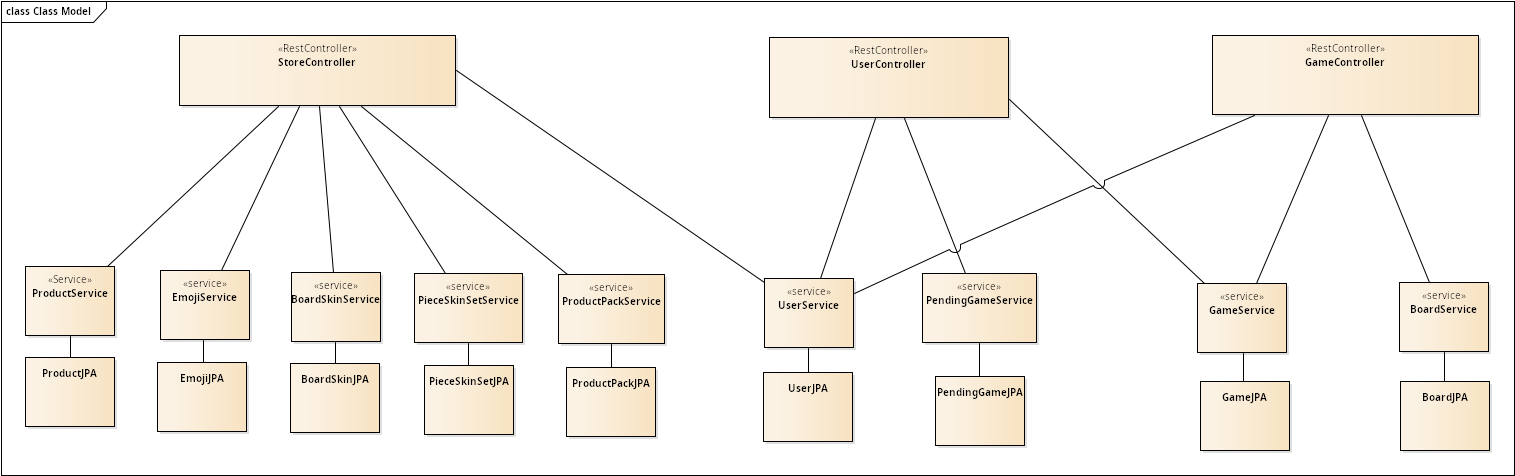 class Class Model
«RestController»
StoreController
«RestController»
UserController
«RestController»
GameController
«Service»
ProductService
«service»
EmojiService
«service»
BoardSkinService
«service»
PieceSkinSetService
«service»
ProductPackService
«service»
UserService
«service»
PendingGameService
«service»
GameService
«service»
BoardService
ProductJPA
EmojiJPA
BoardSkinJPA
PieceSkinSetJPA
ProductPackJPA
UserJPA
PendingGameJPA
GameJPA
BoardJPA